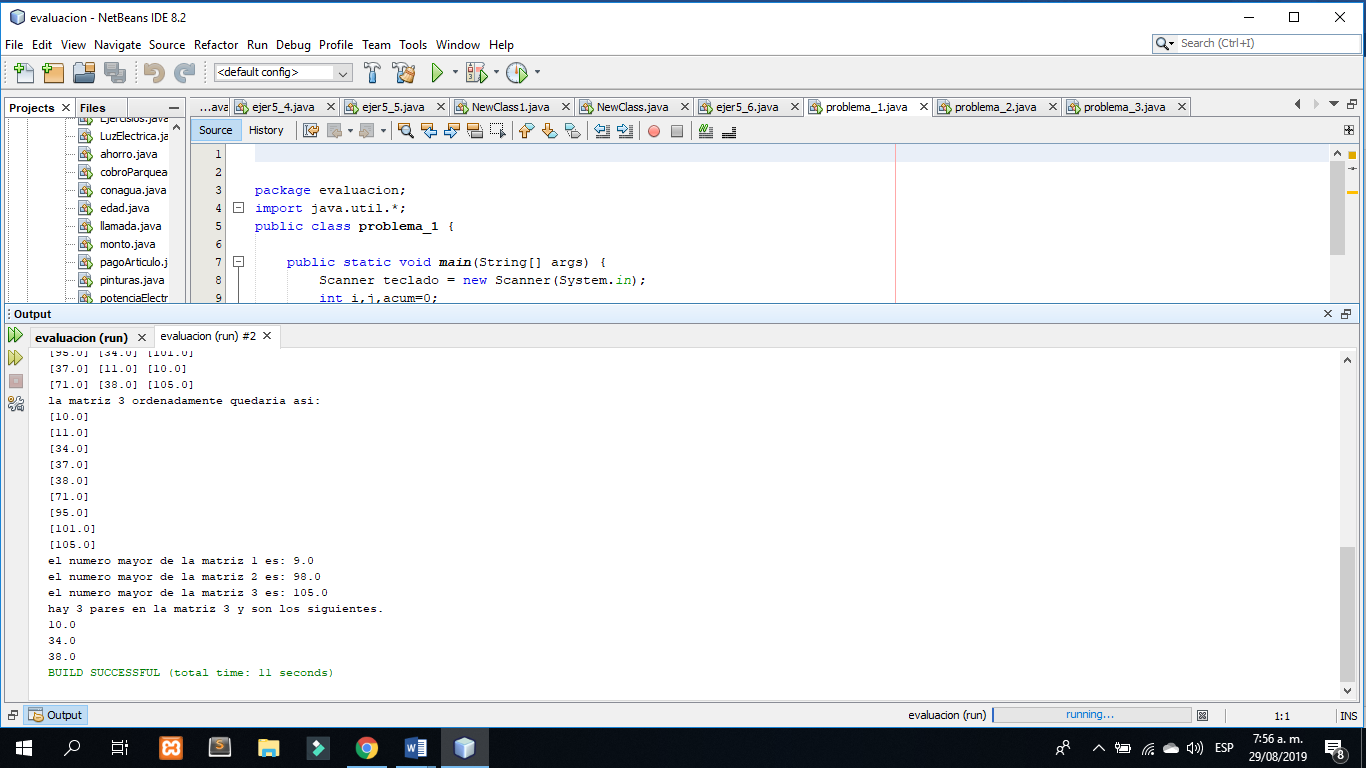 evaluacion - NetBeans IDE 8.2
File Edit View Navigate Source Refactor Run Debug Profile Team Tools Window Help
Search (Ctrl+I)
<default config>
Projects Files
...ava ejer5_4.java ejer5_5.java NewClass1.java NewClass.java ejer5_6.java problema_1.java problema_2.java problema_3.java
Ejercisios.java
LuzElectrica.ja
ahorro.java
cobroParquea
conagua.java
edad.java
llamada.java
monto.java
pagoArticulo.j
pinturas.java
potenciaElectr
Source History
1
2
3 package evaluacion;
4 import java.util.*;
5 public class problema_1 {
6
7 public static void main(String[] args) {
8 Scanner teclado = new Scanner(System.in);
9 int i,j,acum=0;
Output
evaluacion (run) evaluacion (run) #2
[95.0] [34.0] [101.0]
[37.0] [11.0] [10.0]
[71.0] [38.0] [105.0]
la matriz 3 ordenadamente quedaria asi:
[10.0]
[11.0]
[34.0]
[37.0]
[38.0]
[71.0]
[95.0]
[101.0]
[105.0]
el numero mayor de la matriz 1 es: 9.0
el numero mayor de la matriz 2 es: 98.0
el numero mayor de la matriz 3 es: 105.0
hay 3 pares en la matriz 3 y son los siguientes.
10.0
34.0
38.0
BUILD SUCCESSFUL (total time: 11 seconds)
Output
evaluacion (run) running... 1:1 INS
ESP
7:56 a. m.
29/08/2019
8